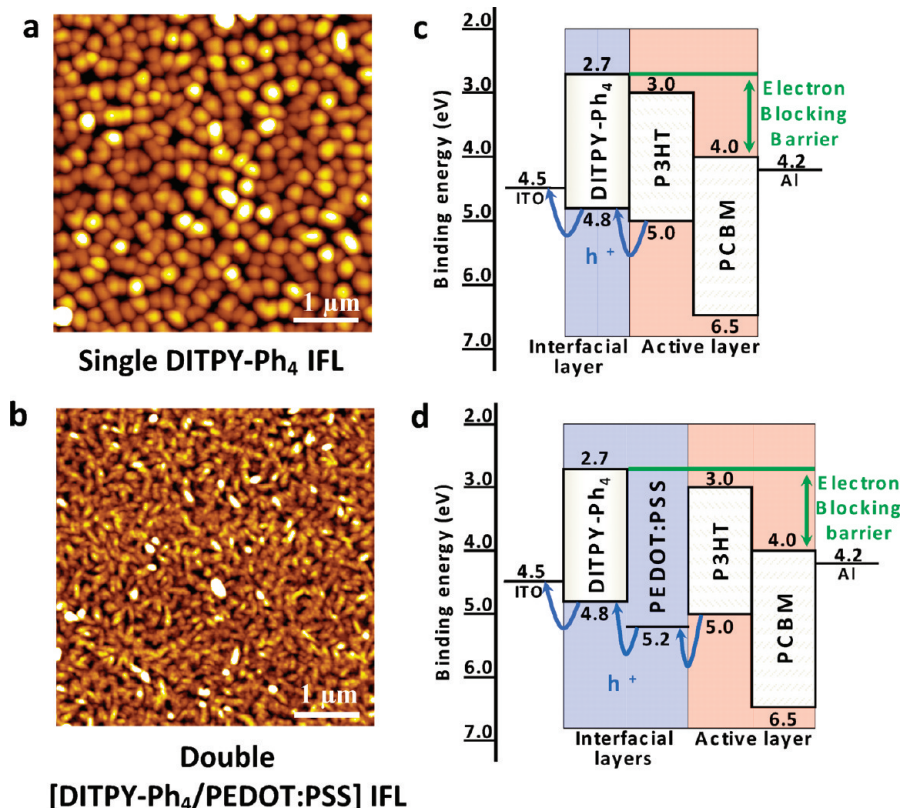 a
1 μm
Single DITPY-Ph₄ IFL
b
1 μm
Double
[DITPY-Ph₄/PEDOT:PSS] IFL
c
Binding energy (eV)
2.0
3.0
4.0
5.0
6.0
7.0
4.5
ITO
2.7
DITPY-Ph₄
4.8
3.0
P3HT
5.0
4.0
PCBM
6.5
4.2
Al
h⁺
Electron
Blocking
Barrier
Interfacial
layer
Active layer
d
Binding energy (eV)
2.0
3.0
4.0
5.0
6.0
7.0
4.5
ITO
2.7
DITPY-Ph₄
4.8
PEDOT:PSS
5.2
3.0
P3HT
5.0
4.0
PCBM
6.5
4.2
Al
h⁺
Electron
Blocking
barrier
Interfacial
layers
Active layer